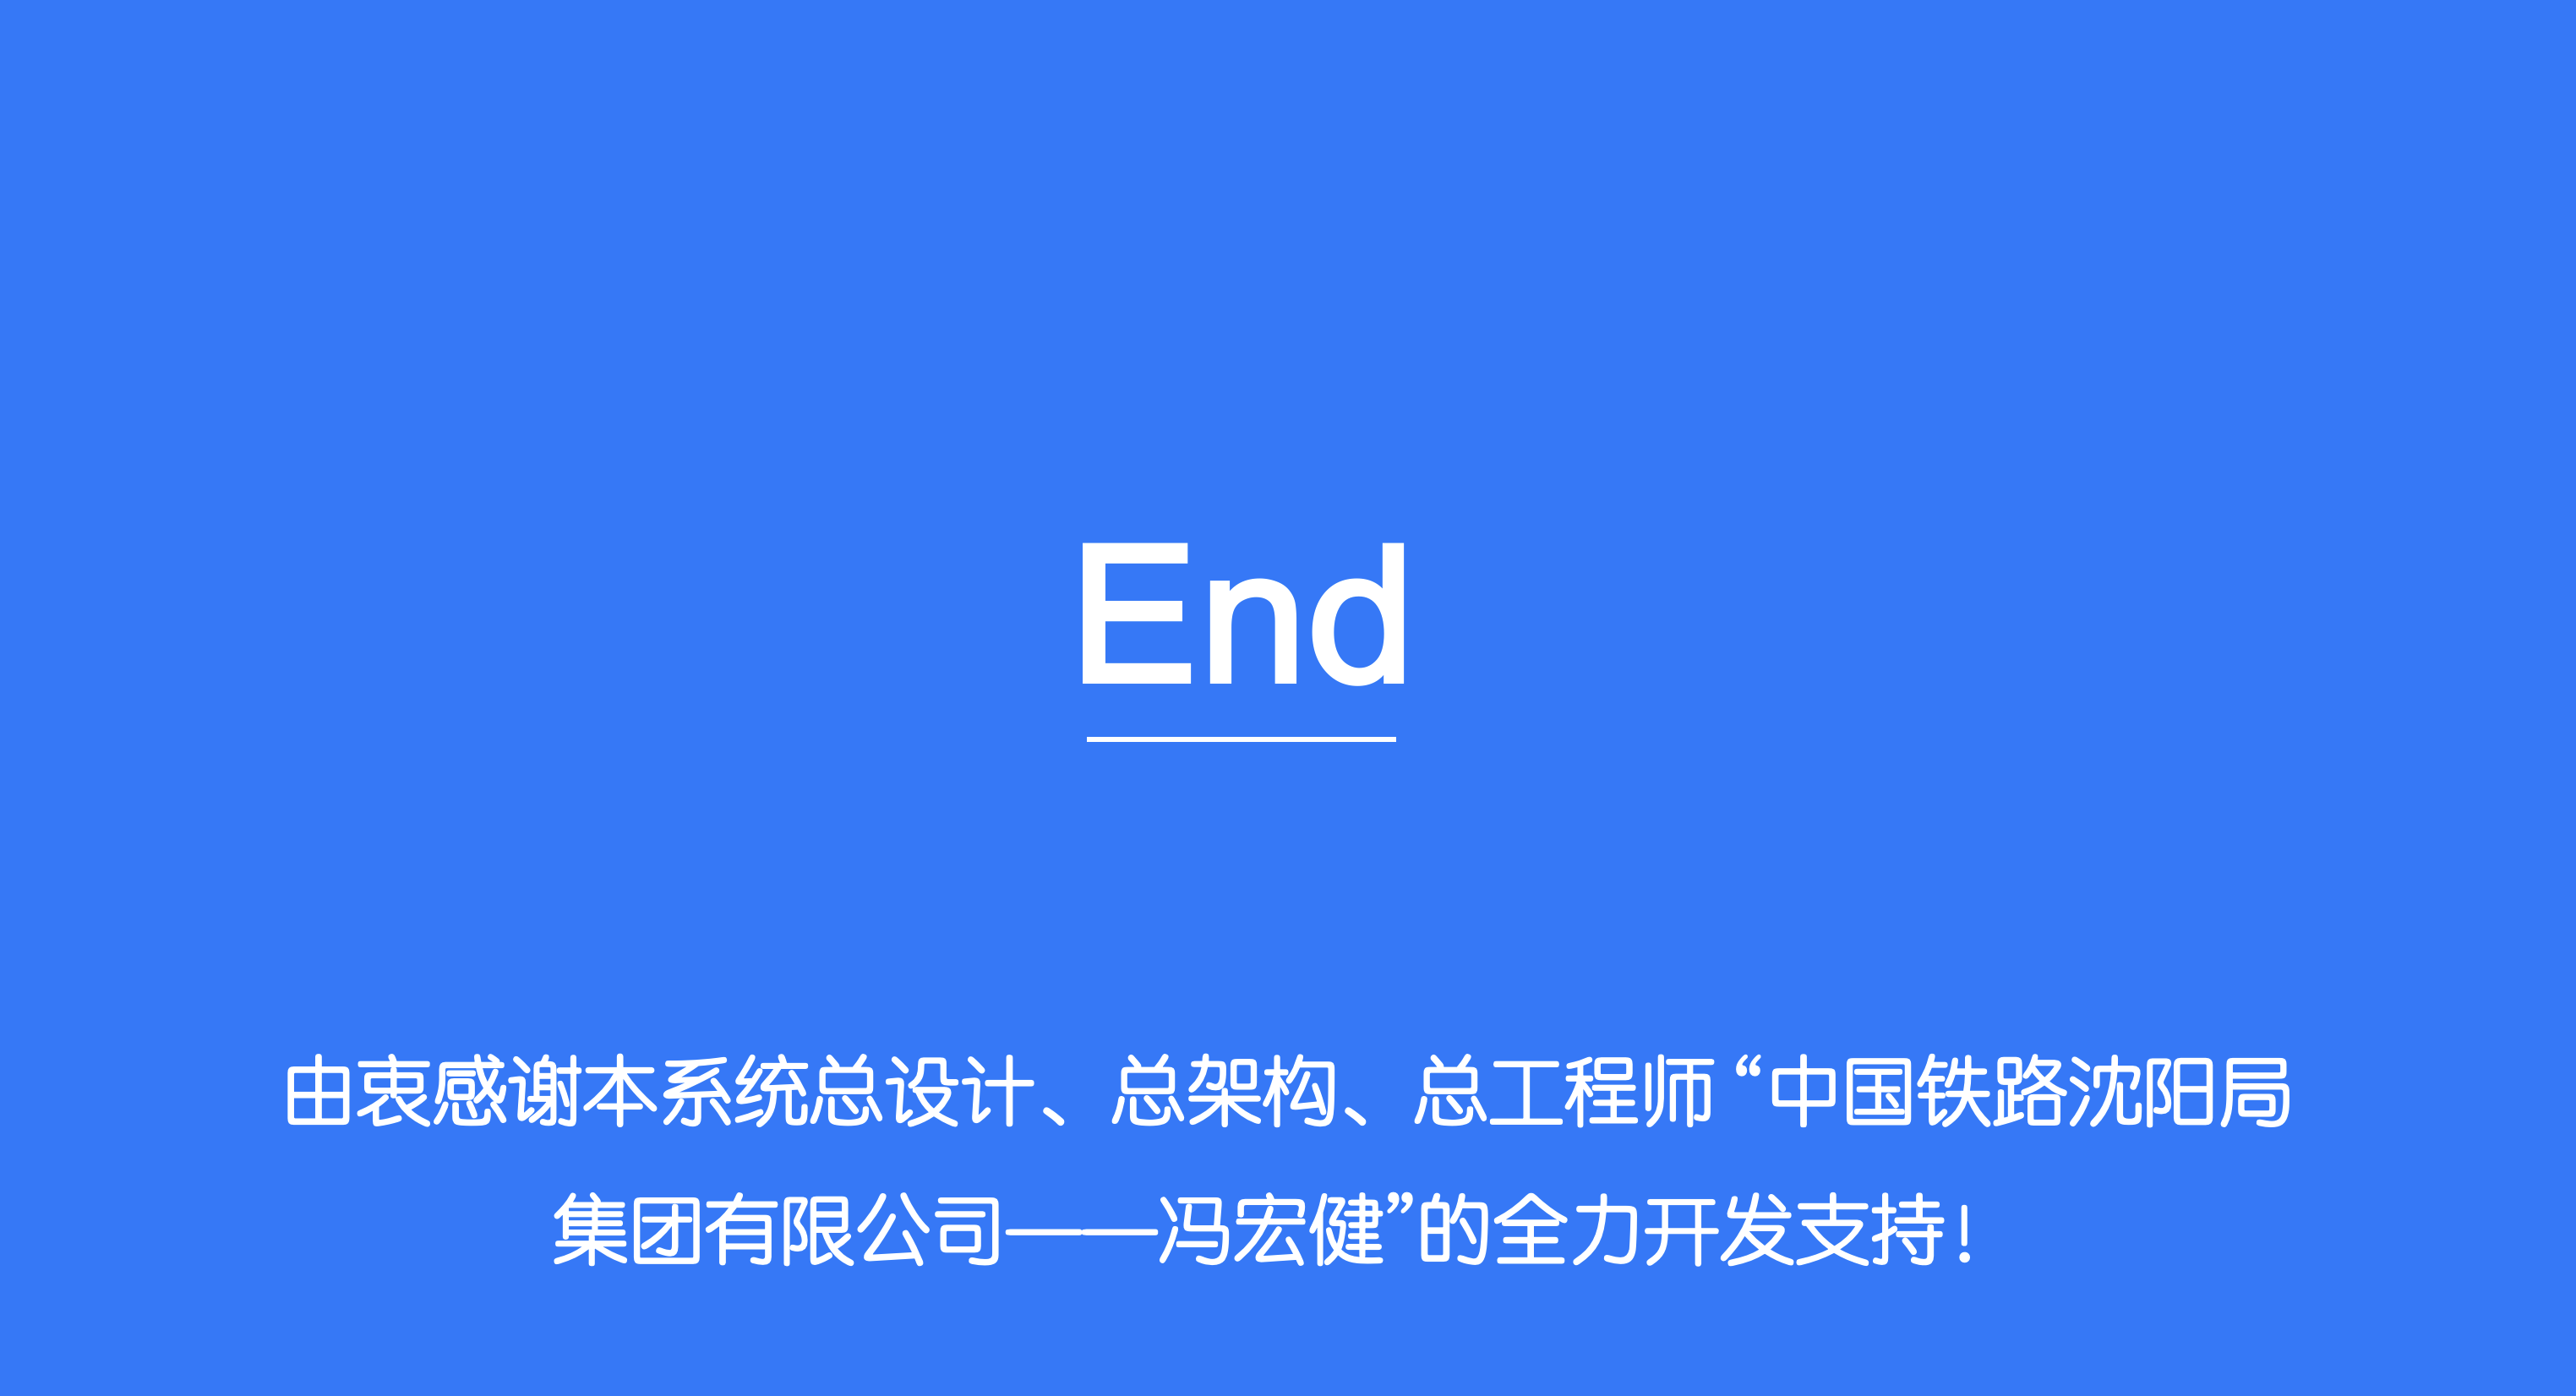 End
由衷感谢本系统总设计、总架构、总工程师“中国铁路沈阳局
集团有限公司——冯宏健”的全力开发支持！